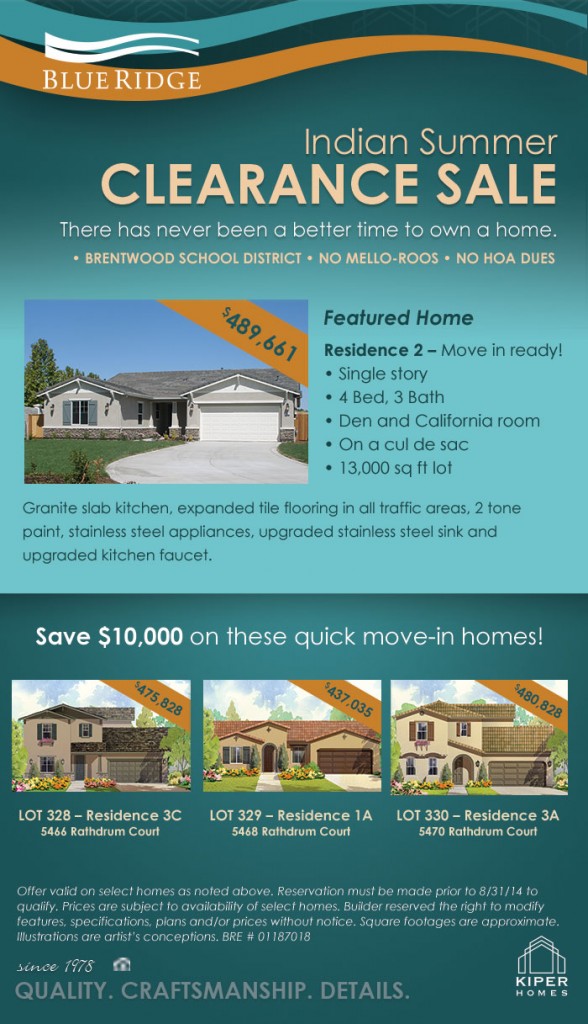 BLUE RIDGE
Indian Summer
CLEARANCE SALE
There has never been a better time to own a home.
• BRENTWOOD SCHOOL DISTRICT • NO MELLO-ROOS • NO HOA DUES
$489,661
Featured Home
Residence 2 – Move in ready!
• Single story
• 4 Bed, 3 Bath
• Den and California room
• On a cul de sac
• 13,000 sq ft lot
Granite slab kitchen, expanded tile flooring in all traffic areas, 2 tone
paint, stainless steel appliances, upgraded stainless steel sink and
upgraded kitchen faucet.
Save $10,000 on these quick move-in homes!
$475,828
LOT 328 – Residence 3C
5466 Rathdrum Court
$437,035
LOT 329 – Residence 1A
5468 Rathdrum Court
$480,828
LOT 330 – Residence 3A
5470 Rathdrum Court
Offer valid on select homes as noted above. Reservation must be made prior to 8/31/14 to
qualify. Prices are subject to availability of select homes. Builder reserved the right to modify
features, specifications, plans and/or prices without notice. Square footages are approximate.
Illustrations are artist's conceptions. BRE # 01187018
since 1978
QUALITY. CRAFTSMANSHIP. DETAILS.
KIPER
HOMES